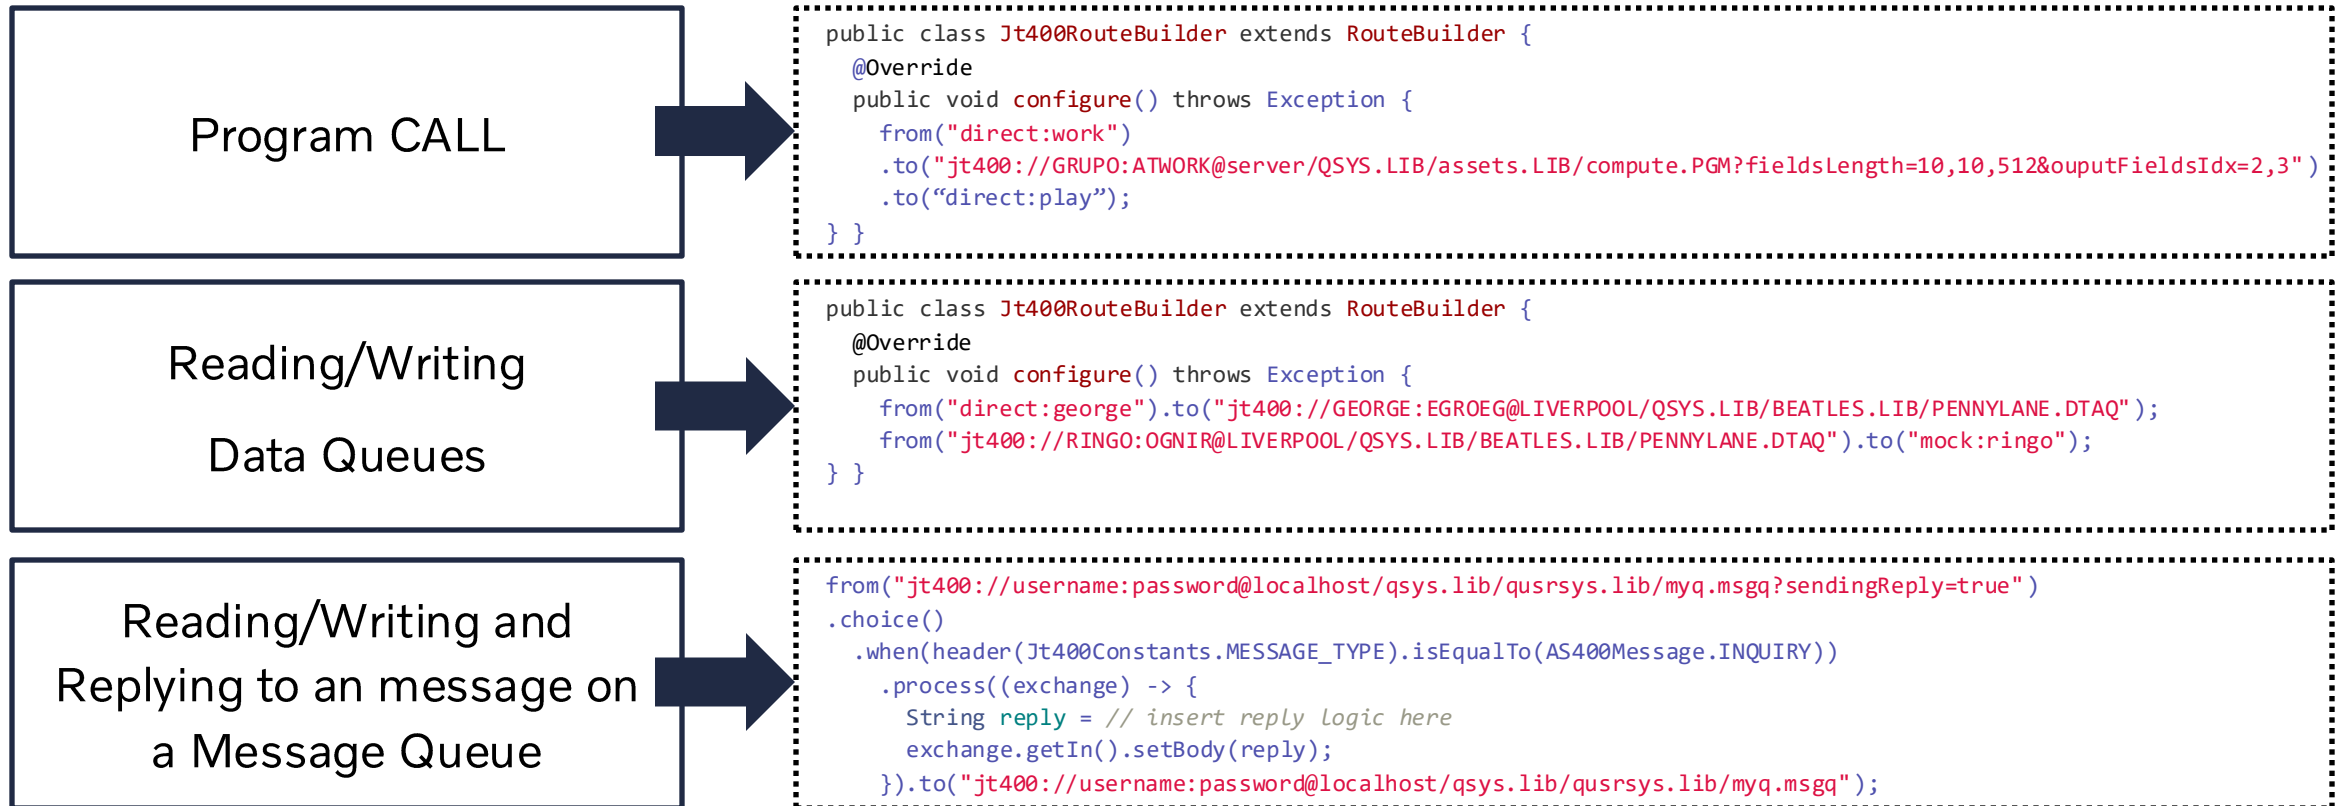 Program CALL
public class Jt400RouteBuilder extends RouteBuilder {
@Override
public void configure() throws Exception {
from("direct:work")
.to("jt400://GRUPO:ATWORK@server/QSYS.LIB/assets.LIB/compute.PGM?fieldsLength=10,10,512&ouputFieldsIdx=2,3")
.to(“direct:play”);
} }
Reading/Writing
Data Queues
public class Jt400RouteBuilder extends RouteBuilder {
@Override
public void configure() throws Exception {
from("direct:george").to("jt400://GEORGE:EGROEG@LIVERPOOL/QSYS.LIB/BEATLES.LIB/PENNYLANE.DTAQ");
from("jt400://RINGO:OGNIR@LIVERPOOL/QSYS.LIB/BEATLES.LIB/PENNYLANE.DTAQ").to("mock:ringo");
} }
Reading/Writing and
Replying to an message on
a Message Queue
from("jt400://username:password@localhost/qsys.lib/qusrsys.lib/myq.msgq?sendingReply=true")
.choice()
.when(header(Jt400Constants.MESSAGE_TYPE).isEqualTo(AS400Message.INQUIRY))
.process((exchange) -> {
String reply = // insert reply logic here
exchange.getIn().setBody(reply);
}).to("jt400://username:password@localhost/qsys.lib/qusrsys.lib/myq.msgq");